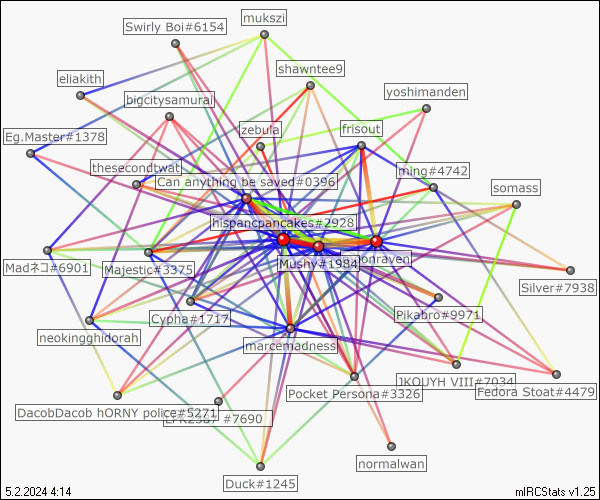 mukszi
Swirly Boi#6154
shawntee9
eliakith
yoshimanden
bigcitysamurai
zebula
frisout
Eg.Master#1378
thesecondtwat
ming#4742
Can anything be saved#0396
somass
hispancpancakes#2928
Mushy#1984
onraven
Madネコ#6901
Majestic#3375
Silver#7938
Cypha#1717
Pikabro#9971
neokingghidorah
marcemadness
JKOUYH VIII#7034
Pocket Persona#3326
Fedora Stoat#4479
DacobDacob hORNY police#5271
#7690
normalwan
Duck#1245
5.2.2024 4:14
mIRCStats v1.25